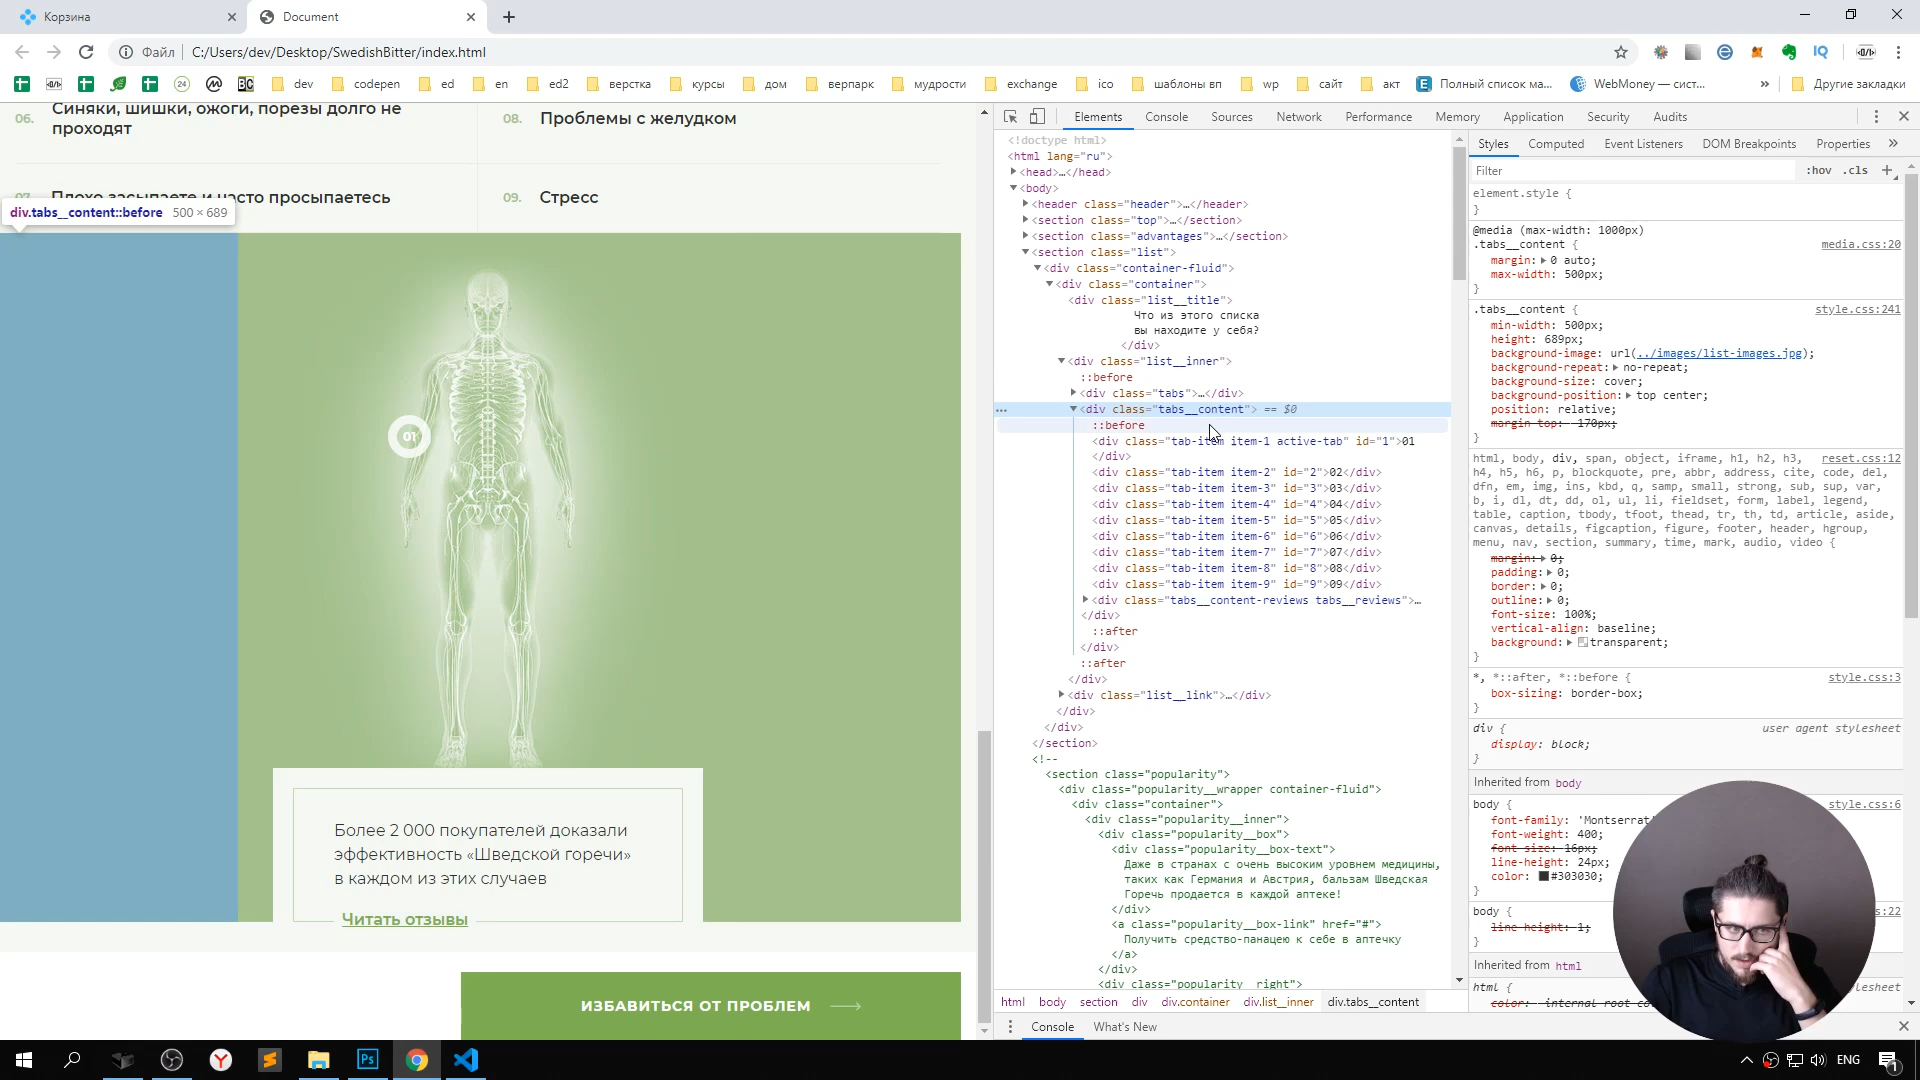 Корзина
Document
Файл
C:/Users/dev/Desktop/SwedishBitter/index.html
24
BC
dev
codepen
ed
en
ed2
верстка
курсы
дом
верпарк
мудрости
exchange
ico
шаблоны вп
wp
сайт
акт
Полный список ма...
WebMoney — сист...
»
Другие закладки
06. Синяки, шишки, ожоги, порезы долго не
проходят
08. Проблемы с желудком
07. Плохо засыпаете и часто просыпаетесь
09. Стресс
div.tabs__content::before 500 × 689
01
Более 2 000 покупателей доказали
эффективность «Шведской горечи»
в каждом из этих случаев
Читать отзывы
ИЗБАВИТЬСЯ ОТ ПРОБЛЕМ
Elements Console Sources Network Performance Memory Application Security Audits
<!doctype html>
<html lang="ru">
<head>…</head>
<body>
<header class="header">…</header>
<section class="top">…</section>
<section class="advantages">…</section>
<section class="list">
<div class="container-fluid">
<div class="container">
<div class="list__title">
Что из этого списка
вы находите у себя?
</div>
<div class="list__inner">
::before
<div class="tabs">…</div>
<div class="tabs__content"> == $0
::before
<div class="tab-item item-1 active-tab" id="1">01
</div>
<div class="tab-item item-2" id="2">02</div>
<div class="tab-item item-3" id="3">03</div>
<div class="tab-item item-4" id="4">04</div>
<div class="tab-item item-5" id="5">05</div>
<div class="tab-item item-6" id="6">06</div>
<div class="tab-item item-7" id="7">07</div>
<div class="tab-item item-8" id="8">08</div>
<div class="tab-item item-9" id="9">09</div>
<div class="tabs__content-reviews tabs__reviews">…
</div>
::after
</div>
::after
</div>
<div class="list__link">…</div>
</div>
</div>
</section>
<!--
<section class="popularity">
<div class="popularity__wrapper container-fluid">
<div class="container">
<div class="popularity__inner">
<div class="popularity__box">
<div class="popularity__box-text">
Даже в странах с очень высоким уровнем медицины,
таких как Германия и Австрия, бальзам Шведская
Горечь продается в каждой аптеке!
</div>
<a class="popularity__box-link" href="#">
Получить средство-панацею к себе в аптечку
</a>
</div>
<div class="popularity__right">
html body section div div.container div.list__inner div.tabs__content
Console What's New
Styles Computed Event Listeners DOM Breakpoints Properties »
Filter :hov .cls +
element.style {
}
@media (max-width: 1000px)
.tabs__content { media.css:20
margin: 0 auto;
max-width: 500px;
}
.tabs__content { style.css:241
min-width: 500px;
height: 689px;
background-image: url(../images/list-images.jpg);
background-repeat: no-repeat;
background-size: cover;
background-position: top center;
position: relative;
margin-top: -170px;
}
html, body, div, span, object, iframe, h1, h2, h3, reset.css:12
h4, h5, h6, p, blockquote, pre, abbr, address, cite, code, del,
dfn, em, img, ins, kbd, q, samp, small, strong, sub, sup, var,
b, i, dl, dt, dd, ol, ul, li, fieldset, form, label, legend,
table, caption, tbody, tfoot, thead, tr, th, td, article, aside,
canvas, details, figcaption, figure, footer, header, hgroup,
menu, nav, section, summary, time, mark, audio, video {
margin: 0;
padding: 0;
border: 0;
outline: 0;
font-size: 100%;
vertical-align: baseline;
background: transparent;
}
*, *::after, *::before { style.css:3
box-sizing: border-box;
}
div { user agent stylesheet
display: block;
}
Inherited from body
body { style.css:6
font-family: 'Montserrat
font-weight: 400;
font-size: 16px;
line-height: 24px;
color: #303030;
}
body { s:22
line-height: 1;
}
Inherited from html
html { lesheet
color: -internal-root-co
Ps
ENG
1